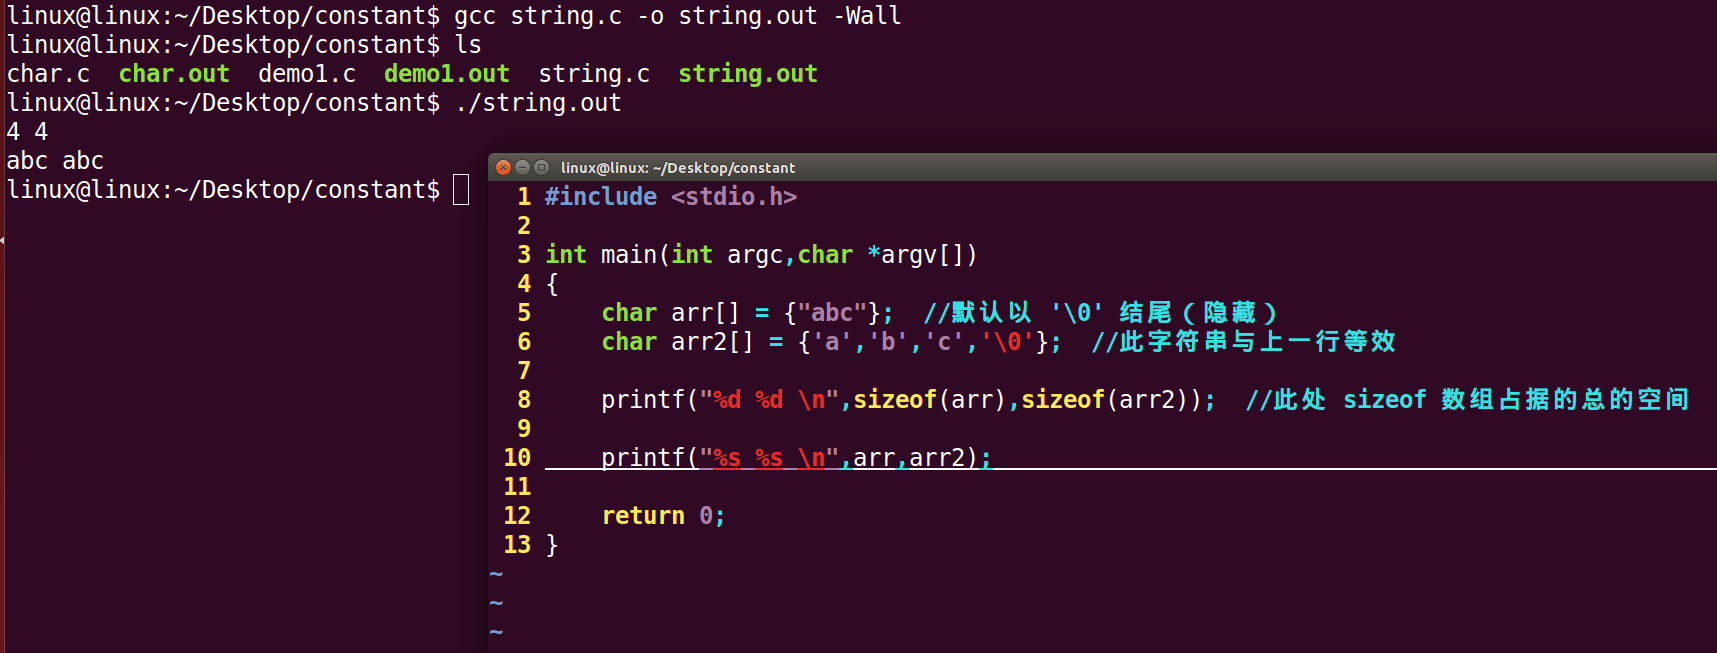 linux@linux:~/Desktop/constant$ gcc string.c -o string.out -Wall
linux@linux:~/Desktop/constant$ ls
char.c  char.out  demo1.c  demo1.out  string.c  string.out
linux@linux:~/Desktop/constant$ ./string.out
4 4
abc abc
linux@linux:~/Desktop/constant$
linux@linux: ~/Desktop/constant
1 #include <stdio.h>
2
3 int main(int argc,char *argv[])
4 {
5     char arr[] = {"abc"};  //默认以 '\0' 结尾（隐藏）
6     char arr2[] = {'a','b','c','\0'};  //此字符串与上一行等效
7
8     printf("%d %d \n",sizeof(arr),sizeof(arr2));  //此处 sizeof 数组占据的总的空间
9
10     printf("%s %s \n",arr,arr2);
11
12     return 0;
13 }
~
~
~